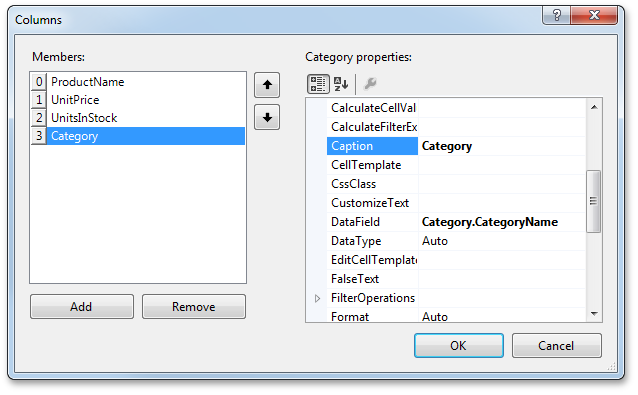 Columns
Members:
0 ProductName
1 UnitPrice
2 UnitsInStock
3 Category
Add
Remove
Category properties:
CalculateCellVal
CalculateFilterEx
Caption Category
CellTemplate
CssClass
CustomizeText
DataField Category.CategoryName
DataType Auto
EditCellTemplate
FalseText
FilterOperations
Format Auto
OK
Cancel